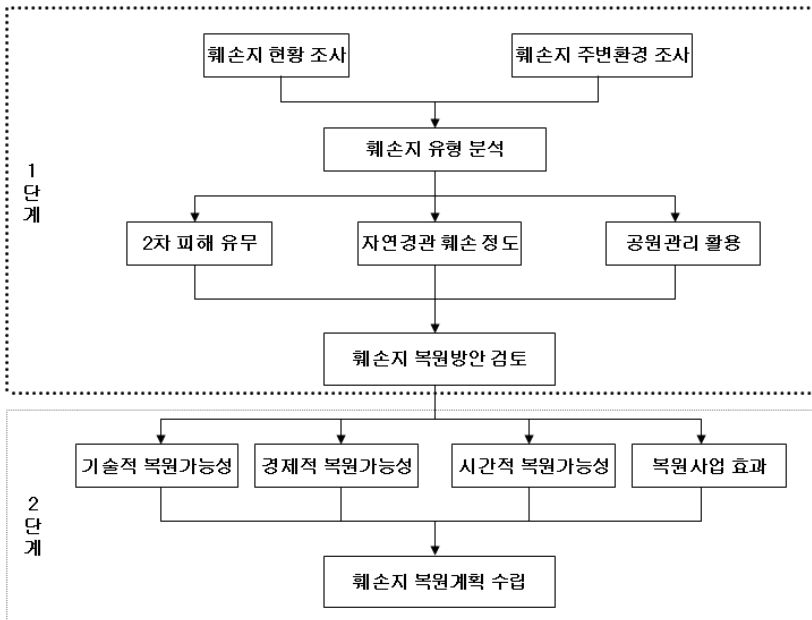 훼손지 현황 조사
훼손지 주변환경 조사
훼손지 유형 분석
1
단
계
2차 피해 유무
자연경관 훼손 정도
공원관리 활용
훼손지 복원방안 검토
기술적 복원가능성
경제적 복원가능성
시간적 복원가능성
복원사업 효과
2
단
계
훼손지 복원계획 수립